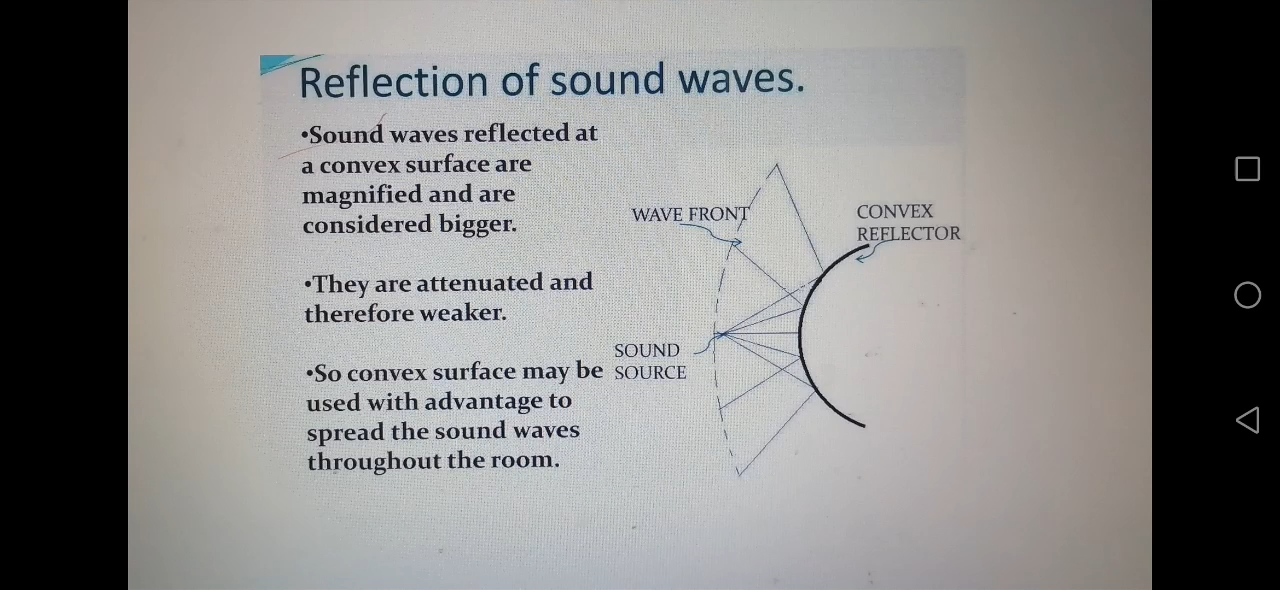 Reflection of sound waves.
•Sound waves reflected at
a convex surface are
magnified and are
considered bigger.
•They are attenuated and
therefore weaker.
•So convex surface may be
used with advantage to
spread the sound waves
throughout the room.
WAVE FRONT
CONVEX
REFLECTOR
SOUND
SOURCE